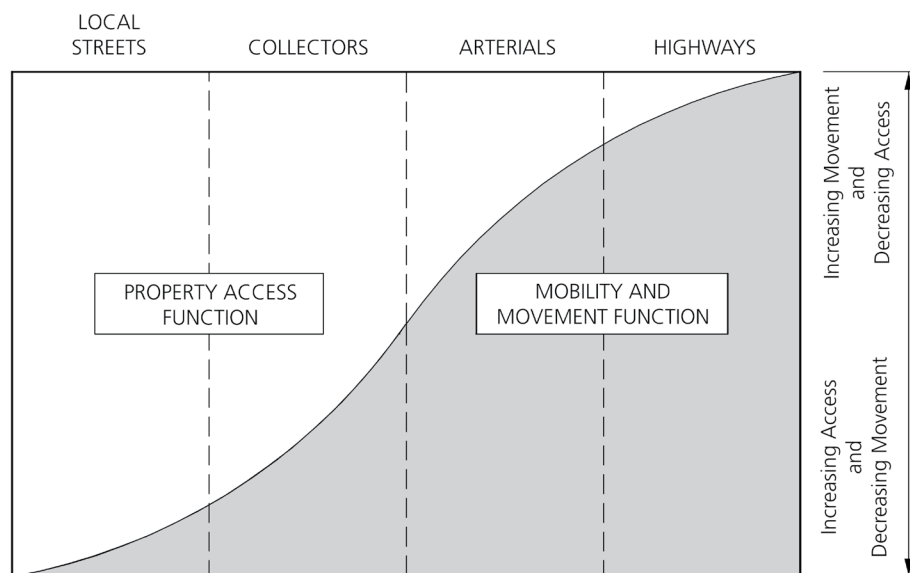 LOCAL
STREETS
COLLECTORS
ARTERIALS
HIGHWAYS
PROPERTY ACCESS
FUNCTION
MOBILITY AND
MOVEMENT FUNCTION
Increasing Movement
and
Decreasing Access
Increasing Access
and
Decreasing Movement